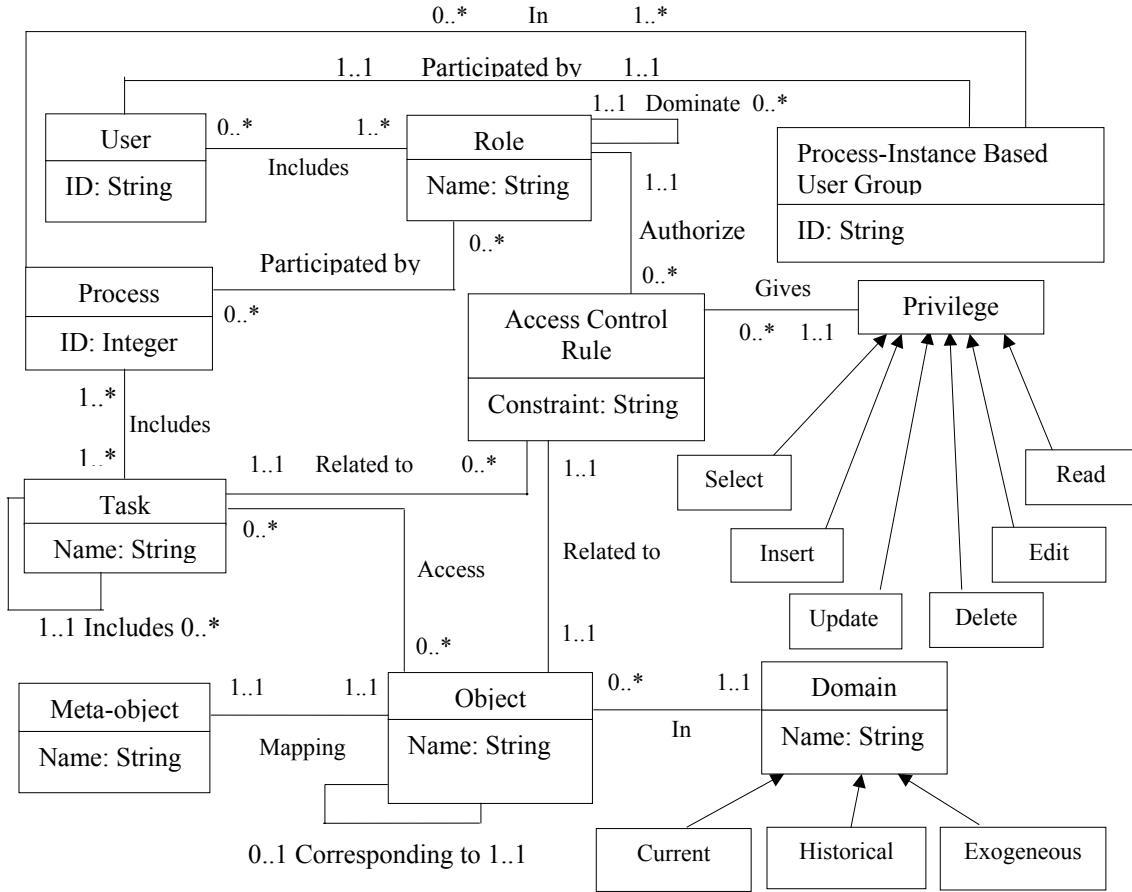 0..* In 1..*
1..1 Participated by 1..1
1..1 Dominate 0..*
User
ID: String
0..* 1..*
Includes
Role
Name: String
Process-Instance Based
User Group
ID: String
1..1
Authorize
0..*
0..*
Participated by
0..*
Process
ID: Integer
Access Control
Rule
Constraint: String
Gives
0..* 1..1
Privilege
1..*
Includes
1..*
1..1 Related to 0..*
1..1
Select
Read
Task
Name: String
0..*
Insert
Edit
Related to
Access
Update
Delete
1..1 Includes 0..*
0..*
1..1
Meta-object
Name: String
1..1 1..1
Mapping
Object
Name: String
0..* 1..1
In
Domain
Name: String
0..1 Corresponding to 1..1
Current
Historical
Exogeneous